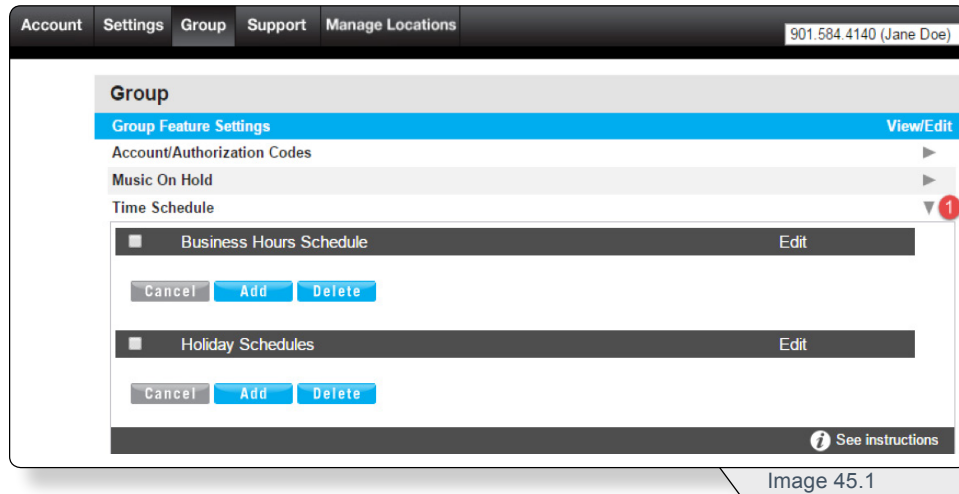 Account Settings Group Support Manage Locations
901.584.4140 (Jane Doe)
Group
Group Feature Settings View/Edit
Account/Authorization Codes
Music On Hold
Time Schedule 1
Business Hours Schedule Edit
Cancel Add Delete
Holiday Schedules Edit
Cancel Add Delete
i See instructions
Image 45.1